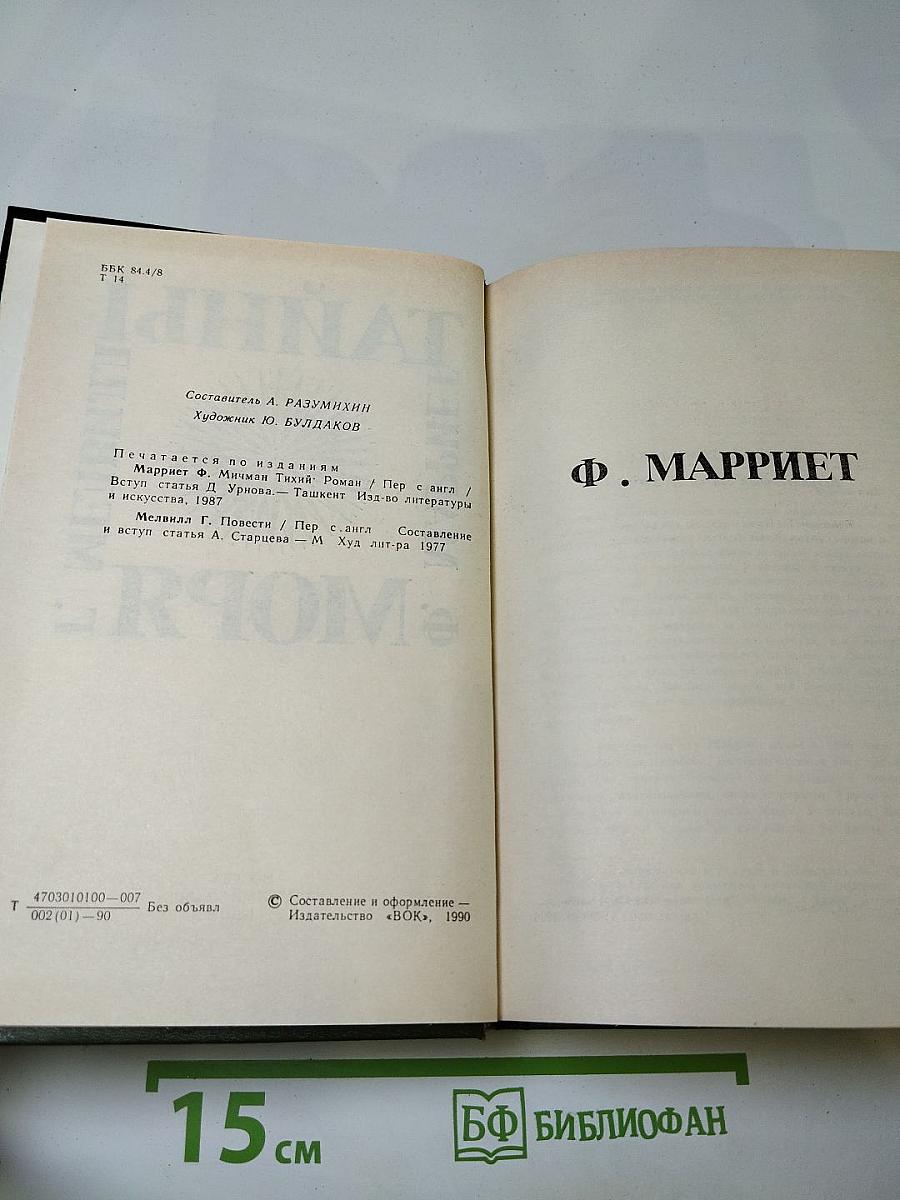 ББК 84.4/8
Т 14
Составитель А. РАЗУМИХИН
Художник Ю. БУЛДАКОВ
Печатается по изданиям
Марриет Ф. Мичман Тихий· Роман / Пер с англ /
Вступ статья Д Урнова.— Ташкент Изд-во литературы
и искусства, 1987
Мелвилл Г. Повести / Пер с.англ Составление
и вступ статья А. Старцева — М Худ лит-ра 1977
Т 4703010100—007
002(01)—90 Без объявл
© Составление и оформление —
Издательство «ВОК», 1990
Ф. МАРРИЕТ
ТАЙНЫ
МОРЯ
15 см
БФ БИБЛИОФАН